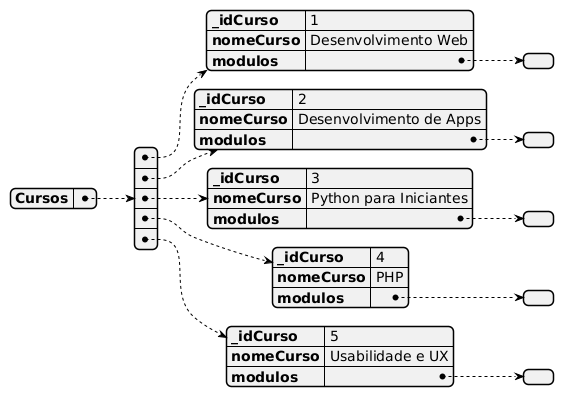 _idCurso 1
nomeCurso Desenvolvimento Web
modulos
_idCurso 2
nomeCurso Desenvolvimento de Apps
modulos
Cursos
_idCurso 3
nomeCurso Python para Iniciantes
modulos
_idCurso 4
nomeCurso PHP
modulos
_idCurso 5
nomeCurso Usabilidade e UX
modulos